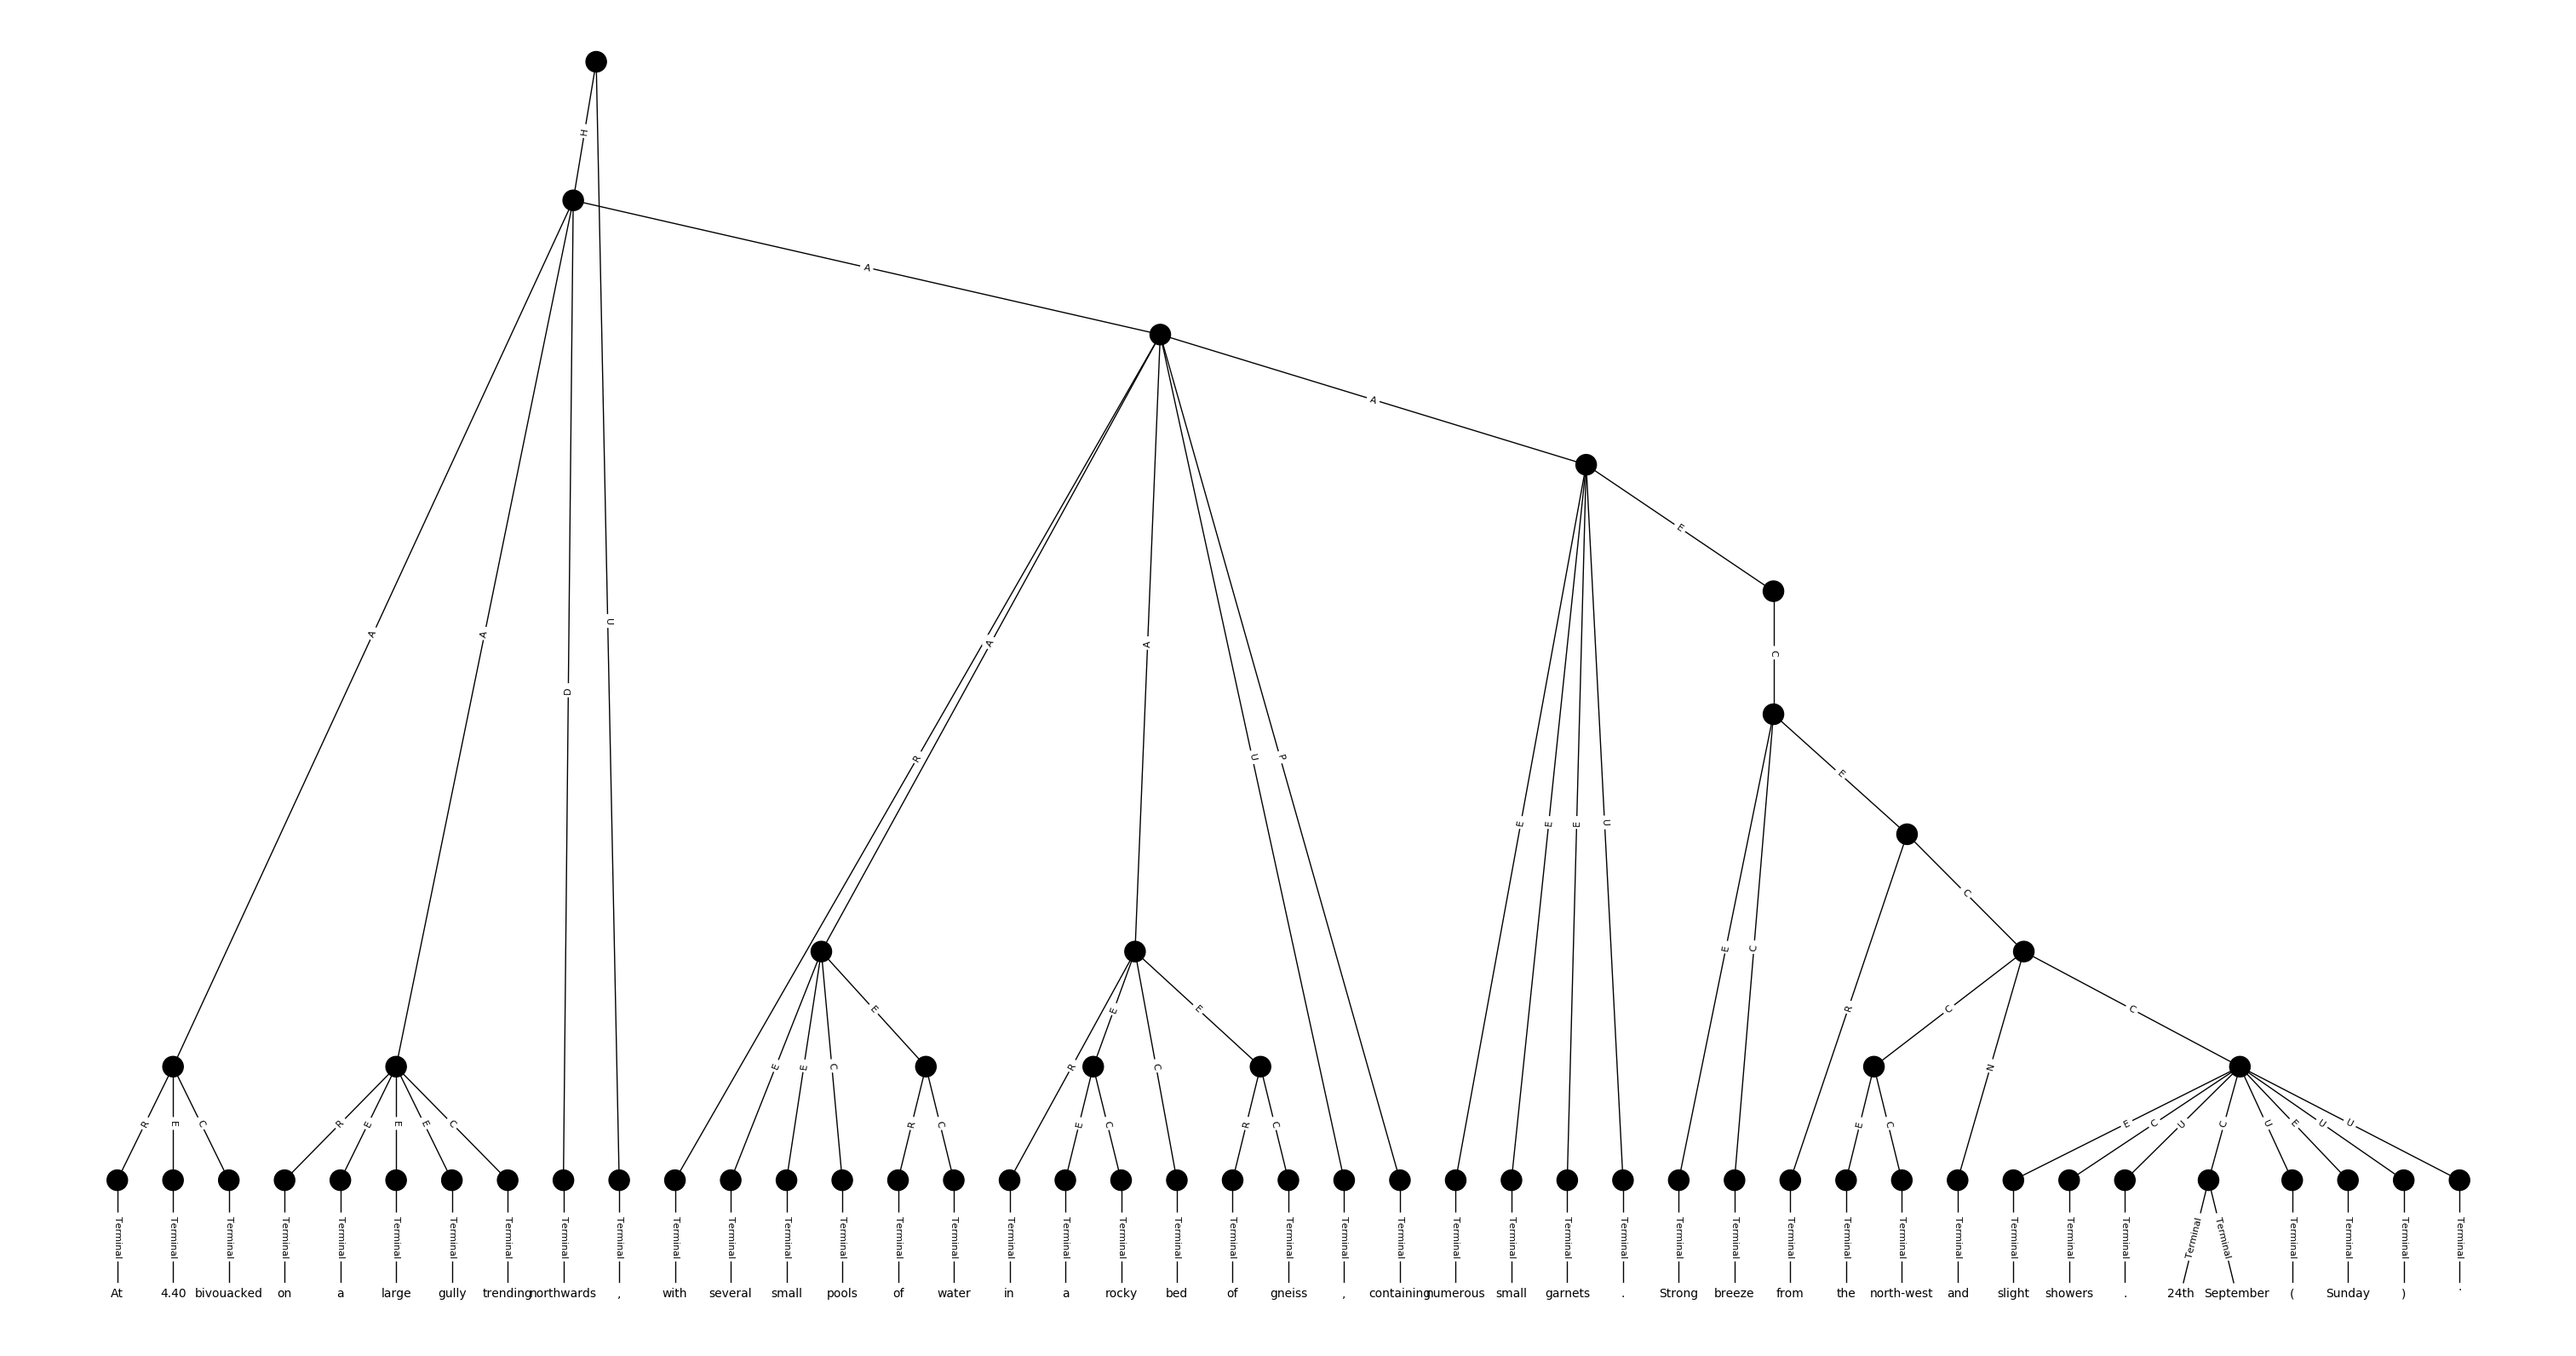 H
A
A
A
A
E
A
A
U
C
D
A
R
U
P
E
E
E
E
U
E
C
E
C
R
C
C
E
E
R
E
E
E
C
R
C
N
R
E
C
R
E
E
E
C
R
C
E
C
R
C
E
C
E
C
U
C
U
E
U
U
Terminal Terminal Terminal Terminal Terminal Terminal Terminal Terminal Terminal Terminal Terminal Terminal Terminal Terminal Terminal Terminal Terminal Terminal Terminal Terminal Terminal Terminal Terminal Terminal Terminal Terminal Terminal Terminal Terminal Terminal Terminal Terminal Terminal Terminal Terminal Terminal Terminal Terminal Terminal Terminal Terminal Terminal Terminal
At 4.40 bivouacked on a large gully trending northwards , with several small pools of water in a rocky bed of gneiss , containing numerous small garnets . Strong breeze from the north-west and slight showers . 24th September ( Sunday ) .